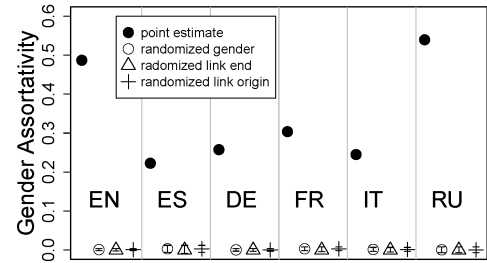 Gender Assortativity
0.6
0.5
0.4
0.3
0.2
0.1
0.0
point estimate
randomized gender
radomized link end
randomized link origin
EN ES DE FR IT RU